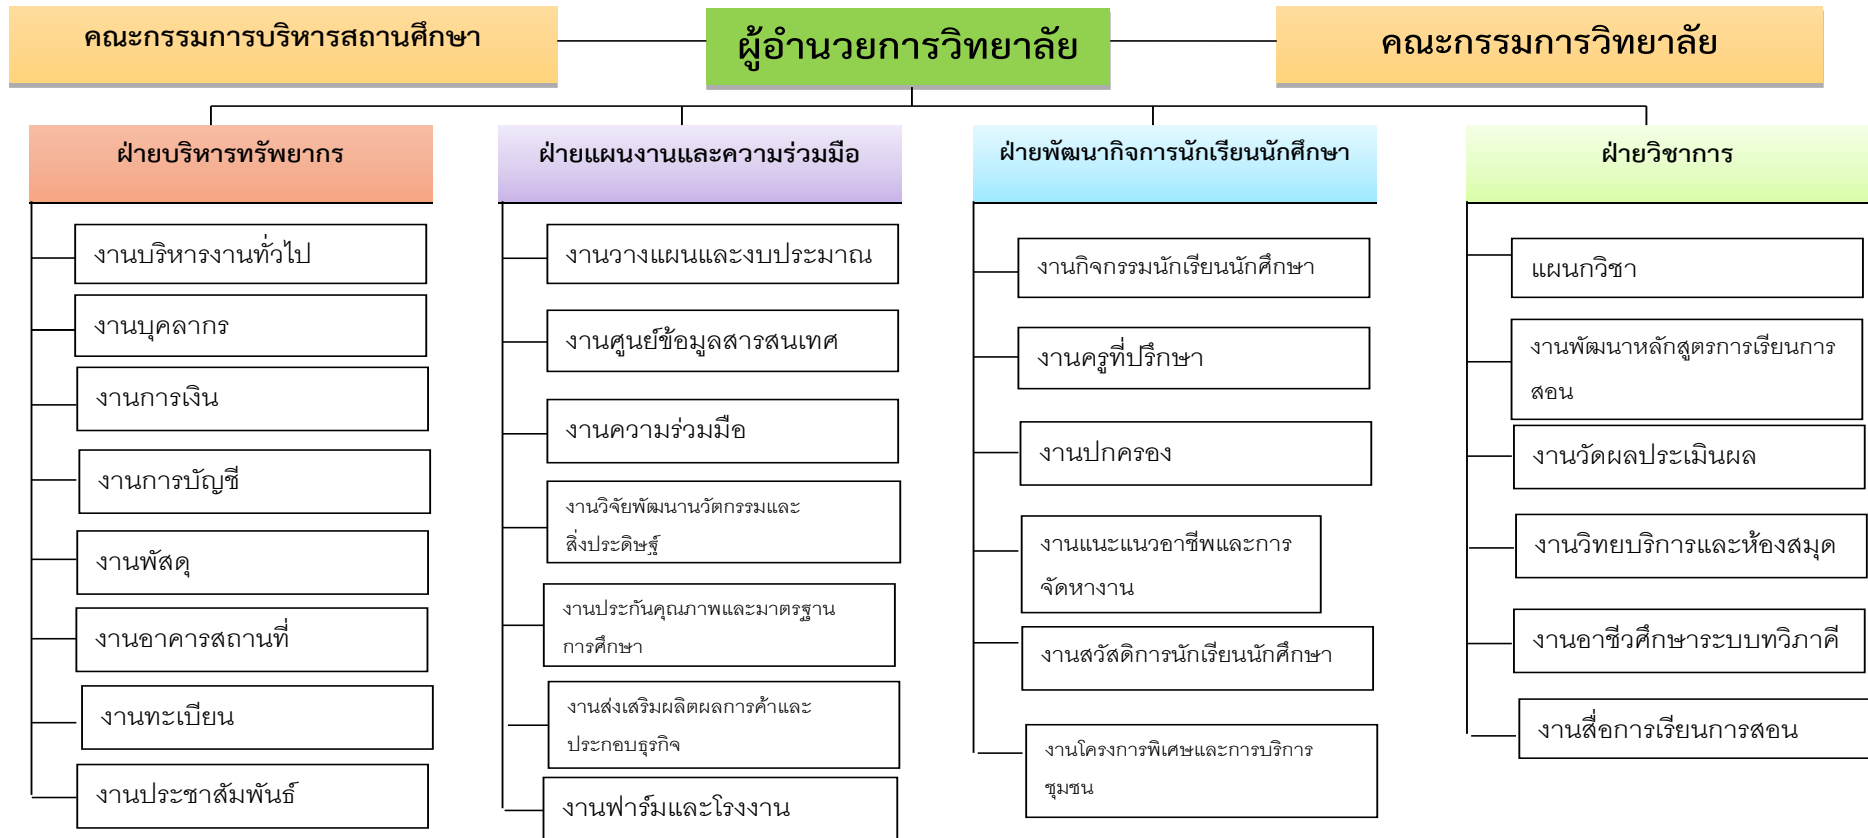 คณะกรรมการบริหารสถานศึกษา
ผู้อำนวยการวิทยาลัย
คณะกรรมการวิทยาลัย
ฝ่ายบริหารทรัพยากร
งานบริหารงานทั่วไป
งานบุคลากร
งานการเงิน
งานการบัญชี
งานพัสดุ
งานอาคารสถานที่
งานทะเบียน
งานประชาสัมพันธ์
ฝ่ายแผนงานและความร่วมมือ
งานวางแผนและงบประมาณ
งานศูนย์ข้อมูลสารสนเทศ
งานความร่วมมือ
งานวิจัยพัฒนานวัตกรรมและ
สิ่งประดิษฐ์
งานประกันคุณภาพและมาตรฐาน
การศึกษา
งานส่งเสริมผลิตผลการค้าและ
ประกอบธุรกิจ
งานฟาร์มและโรงงาน
ฝ่ายพัฒนากิจการนักเรียนนักศึกษา
งานกิจกรรมนักเรียนนักศึกษา
งานครูที่ปรึกษา
งานปกครอง
งานแนะแนวอาชีพและการ
จัดหางาน
งานสวัสดิการนักเรียนนักศึกษา
งานโครงการพิเศษและการบริการ
ชุมชน
ฝ่ายวิชาการ
แผนกวิชา
งานพัฒนาหลักสูตรการเรียนการ
สอน
งานวัดผลประเมินผล
งานวิทยบริการและห้องสมุด
งานอาชีวศึกษาระบบทวิภาคี
งานสื่อการเรียนการสอน